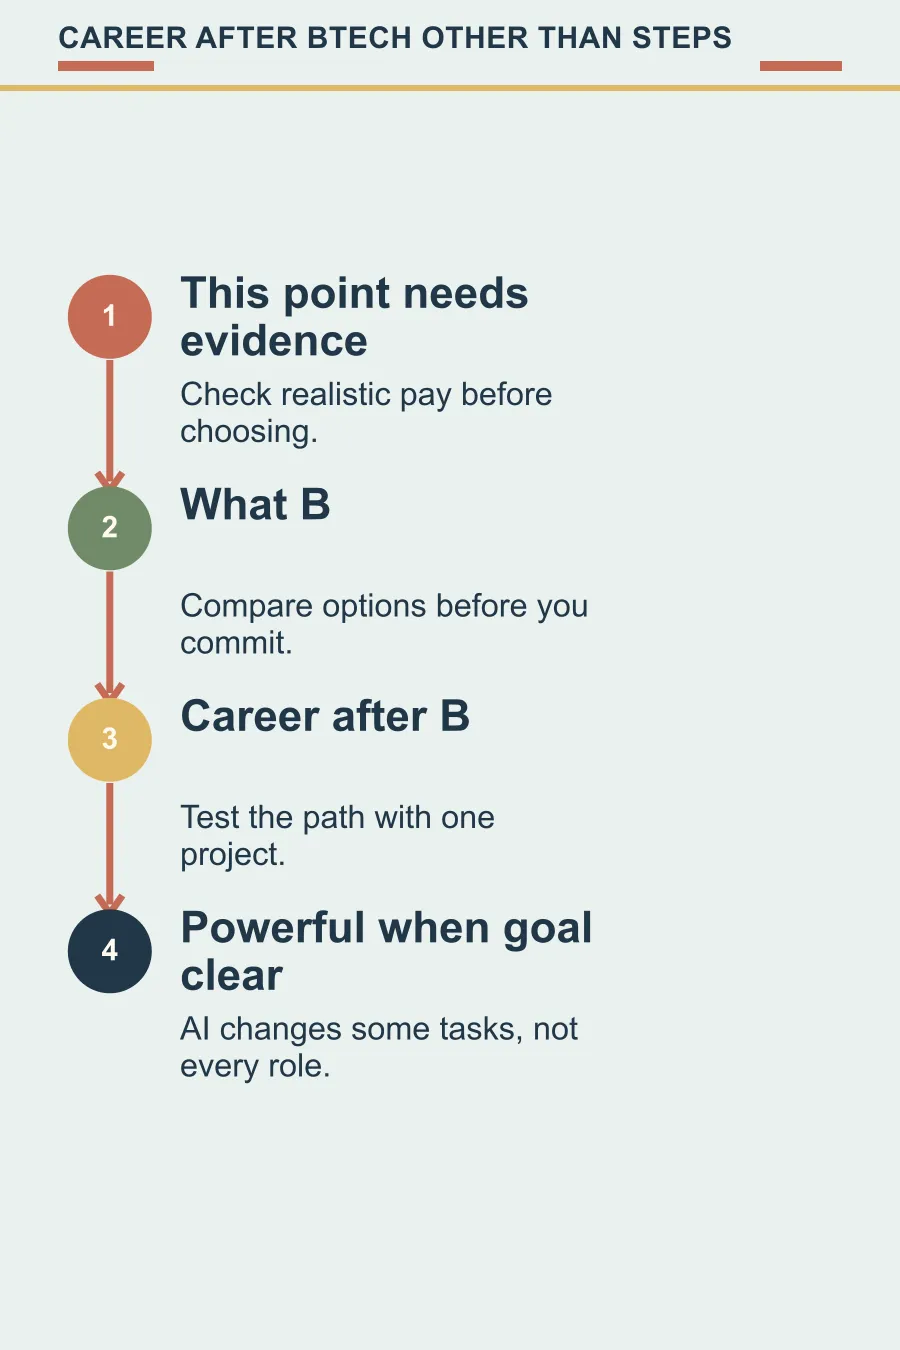 CAREER AFTER BTECH OTHER THAN STEPS
1
This point needs
evidence
Check realistic pay before
choosing.
2
What B
Compare options before you
commit.
3
Career after B
Test the path with one
project.
4
Powerful when goal
clear
AI changes some tasks, not
every role.